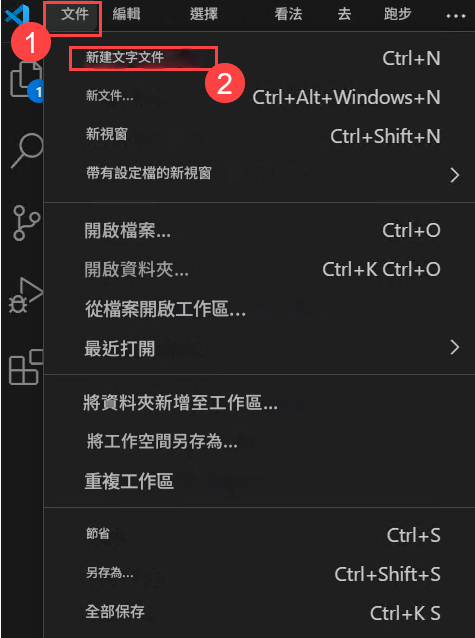 文件 編輯 選擇 看法 去 跑步 ...
1
新建文字文件 Ctrl+N
2
新文件... Ctrl+Alt+Windows+N
1
新視窗 Ctrl+Shift+N
帶有設定檔的新視窗
開啟檔案... Ctrl+O
開啟資料夾... Ctrl+K Ctrl+O
從檔案開啟工作區...
最近打開
將資料夾新增至工作區...
將工作空間另存為...
重複工作區
節省 Ctrl+S
另存為... Ctrl+Shift+S
全部保存 Ctrl+K S